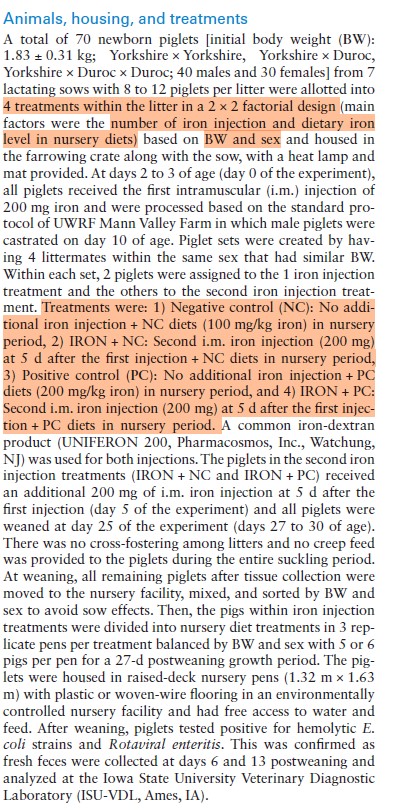 Animals, housing, and treatments
A total of 70 newborn piglets [initial body weight (BW):
1.83 ± 0.31 kg; Yorkshire × Yorkshire, Yorkshire × Duroc,
Yorkshire × Duroc × Duroc; 40 males and 30 females] from 7
lactating sows with 8 to 12 piglets per litter were allotted into
4 treatments within the litter in a 2 × 2 factorial design (main
factors were the number of iron injection and dietary iron
level in nursery diets) based on BW and sex and housed in
the farrowing crate along with the sow, with a heat lamp and
mat provided. At days 2 to 3 of age (day 0 of the experiment),
all piglets received the first intramuscular (i.m.) injection of
200 mg iron and were processed based on the standard pro-
tocol of UWRF Mann Valley Farm in which male piglets were
castrated on day 10 of age. Piglet sets were created by hav-
ing 4 littermates within the same sex that had similar BW.
Within each set, 2 piglets were assigned to the 1 iron injection
treatment and the others to the second iron injection treat-
ment. Treatments were: 1) Negative control (NC): No addi-
tional iron injection + NC diets (100 mg/kg iron) in nursery
period, 2) IRON + NC: Second i.m. iron injection (200 mg)
at 5 d after the first injection + NC diets in nursery period,
3) Positive control (PC): No additional iron injection + PC
diets (200 mg/kg iron) in nursery period, and 4) IRON + PC:
Second i.m. iron injection (200 mg) at 5 d after the first injec-
tion + PC diets in nursery period. A common iron-dextran
product (UNIFERON 200, Pharmacosmos, Inc., Watchung,
NJ) was used for both injections. The piglets in the second iron
injection treatments (IRON + NC and IRON + PC) received
an additional 200 mg of i.m. iron injection at 5 d after the
first injection (day 5 of the experiment) and all piglets were
weaned at day 25 of the experiment (days 27 to 30 of age).
There was no cross-fostering among litters and no creep feed
was provided to the piglets during the entire suckling period.
At weaning, all remaining piglets after tissue collection were
moved to the nursery facility, mixed, and sorted by BW and
sex to avoid sow effects. Then, the pigs within iron injection
treatments were divided into nursery diet treatments in 3 rep-
licate pens per treatment balanced by BW and sex with 5 or 6
pigs per pen for a 27-d postweaning growth period. The pig-
lets were housed in raised-deck nursery pens (1.32 m × 1.63
m) with plastic or woven-wire flooring in an environmentally
controlled nursery facility and had free access to water and
feed. After weaning, piglets tested positive for hemolytic E.
coli strains and Rotaviral enteritis. This was confirmed as
fresh feces were collected at days 6 and 13 postweaning and
analyzed at the Iowa State University Veterinary Diagnostic
Laboratory (ISU-VDL, Ames, IA).